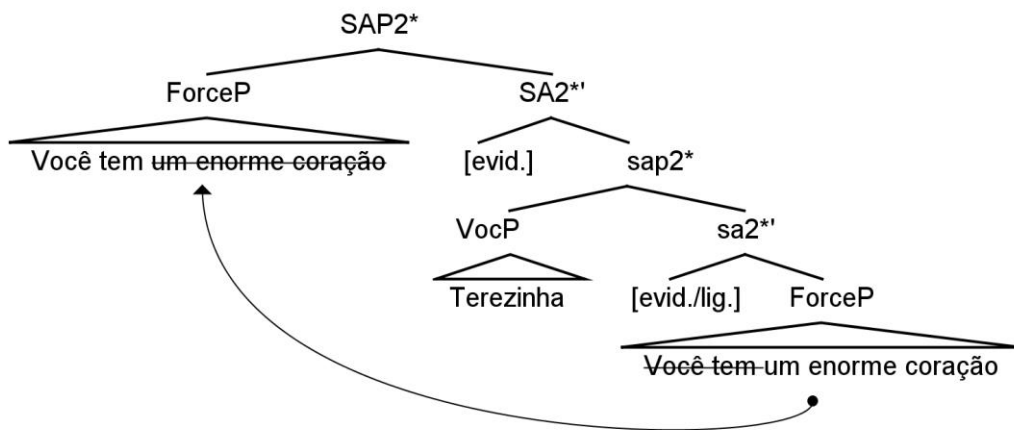 SAP2*
ForceP SA2*'
Você tem um enorme coração [evid.] sap2*
VocP sa2*'
Terezinha [evid./lig.] ForceP
Você tem um enorme coração